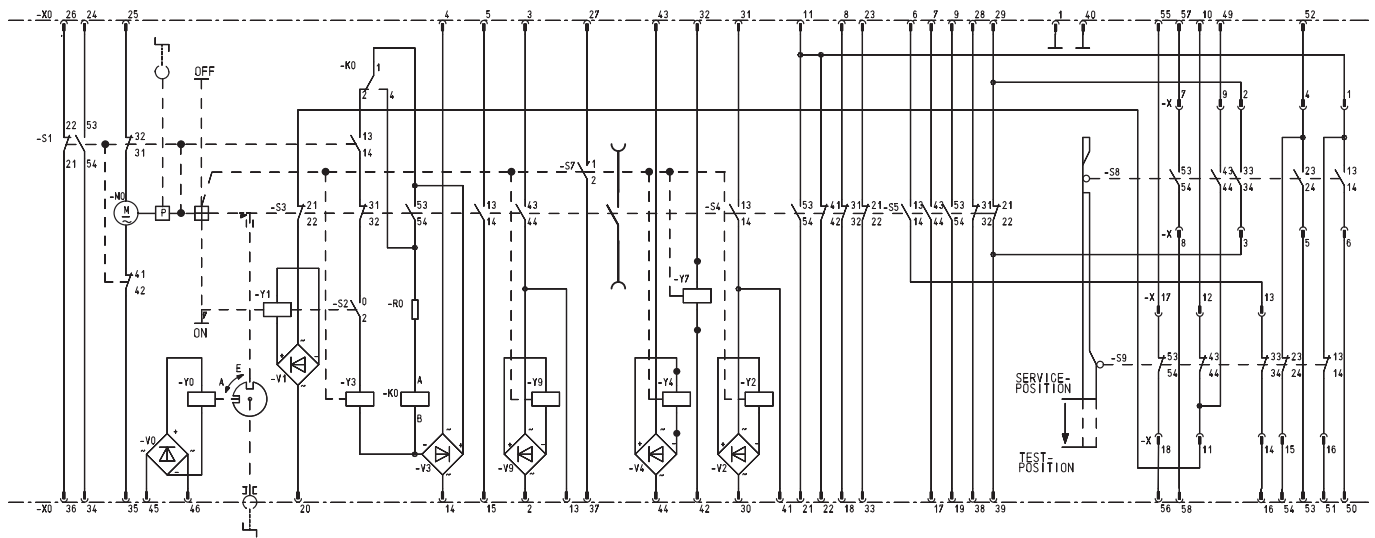 -X0 26 24 25 4 5 3 27 43 32 31 11 8 23 6 7 9 28 29 1 40 55 57 10 49 52
OFF
-K0 1
2 4
-X 7 9 2 4 1
-S1 22 53 32 13
21 54 31 14
-S7 1
2
-S8 53 43 33 23 13
54 44 34 24 14
-M0
M
~
P
-S3 21 31 53 13 43 -S4 13 53 41 31 21 -S5 13 43 53 31 21
22 32 54 14 44 14 54 42 32 22 14 44 54 32 22
-X 8 3 5 6
41
42
-Y7
-Y1 -S2 0 -R0
2
-X 17 12 13
ON
-S9 53 43 33 23 13
54 44 34 24 14
-V1
E
A
-Y0 -Y3 -K0 A
B
-Y9 -Y4 -Y2
SERVICE-
POSITION
-V0 -V3 -V9 -V4 -V2
-X 18 11 14 15 16
TEST-
POSITION
-X0 36 34 35 45 46 20 14 15 2 13 37 44 42 30 41 21 22 18 33 17 19 38 39 56 58 16 54 53 51 50